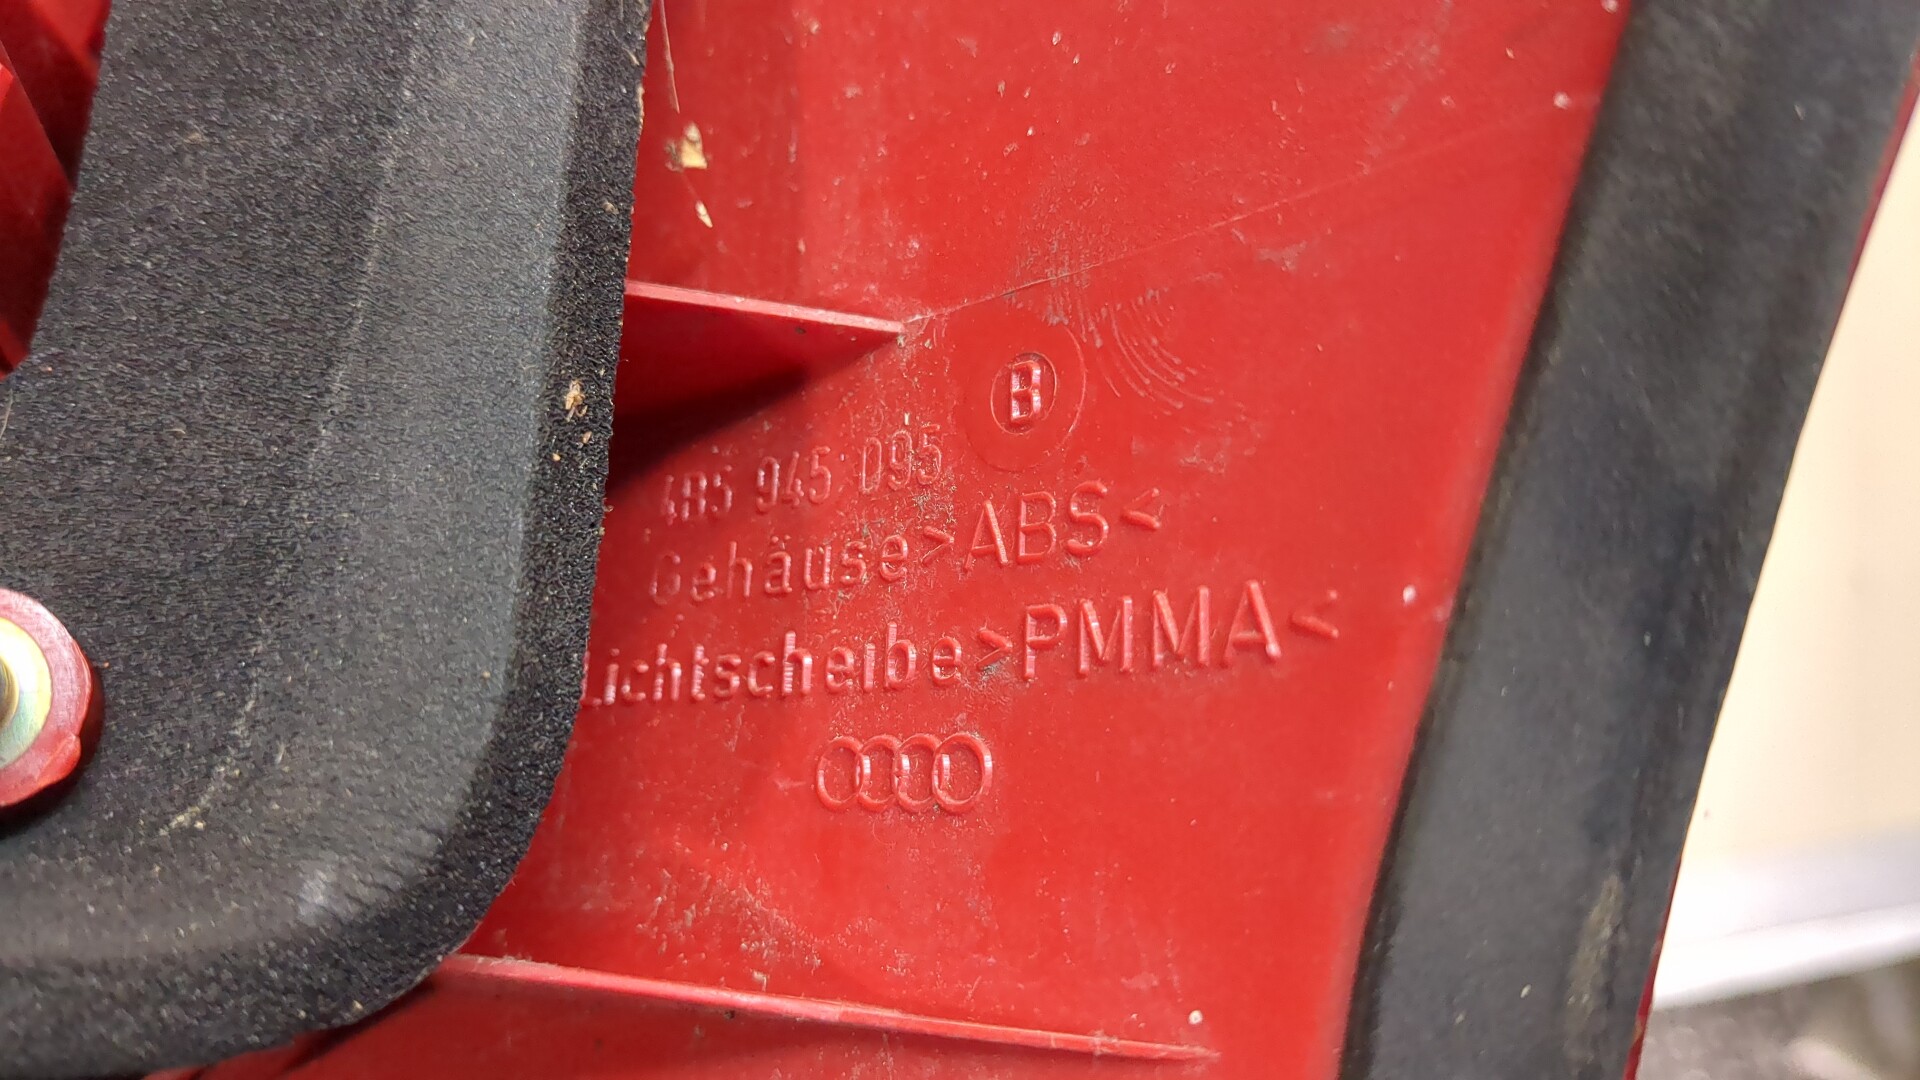 B
4B5 945 095
Gehäuse >ABS<
Lichtscheibe >PMMA<